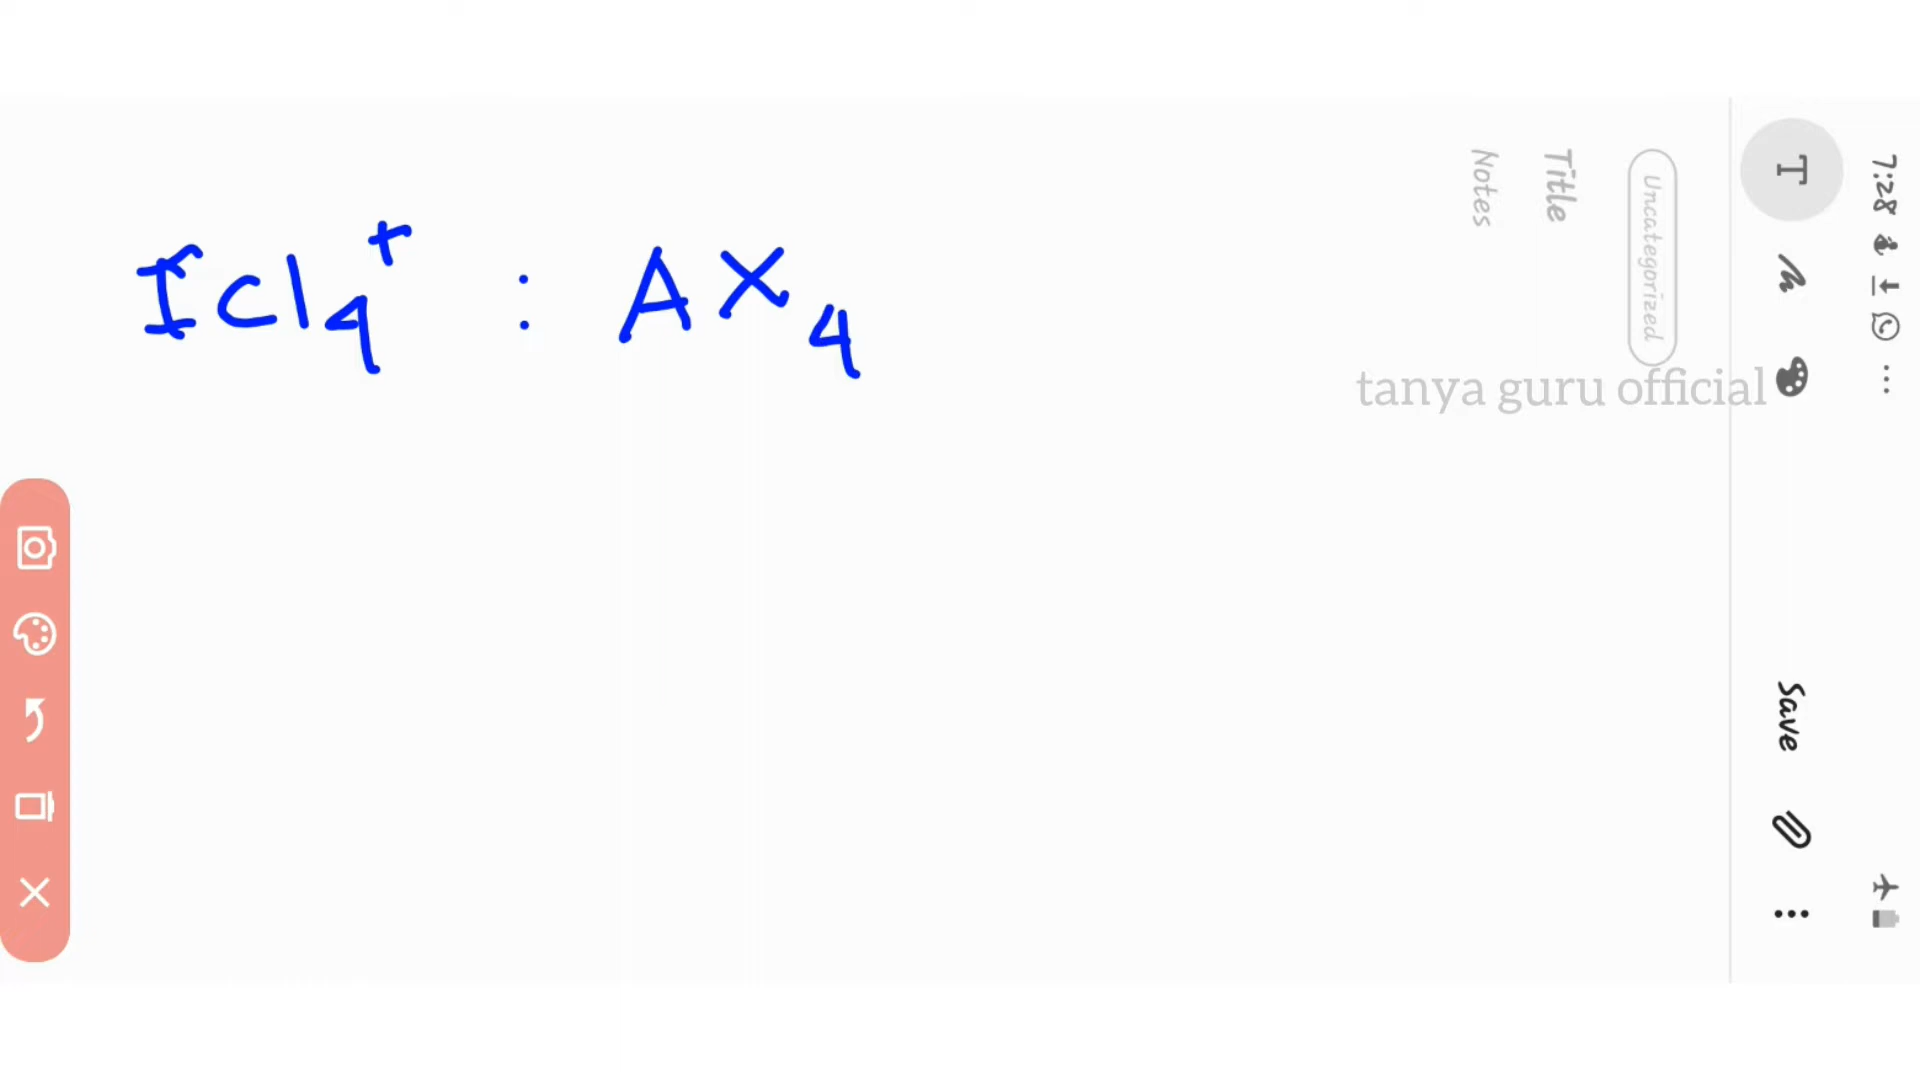 ICl₄⁺ : AX₄
7:28
Uncategorized
Title
Notes
tanya guru official
Save